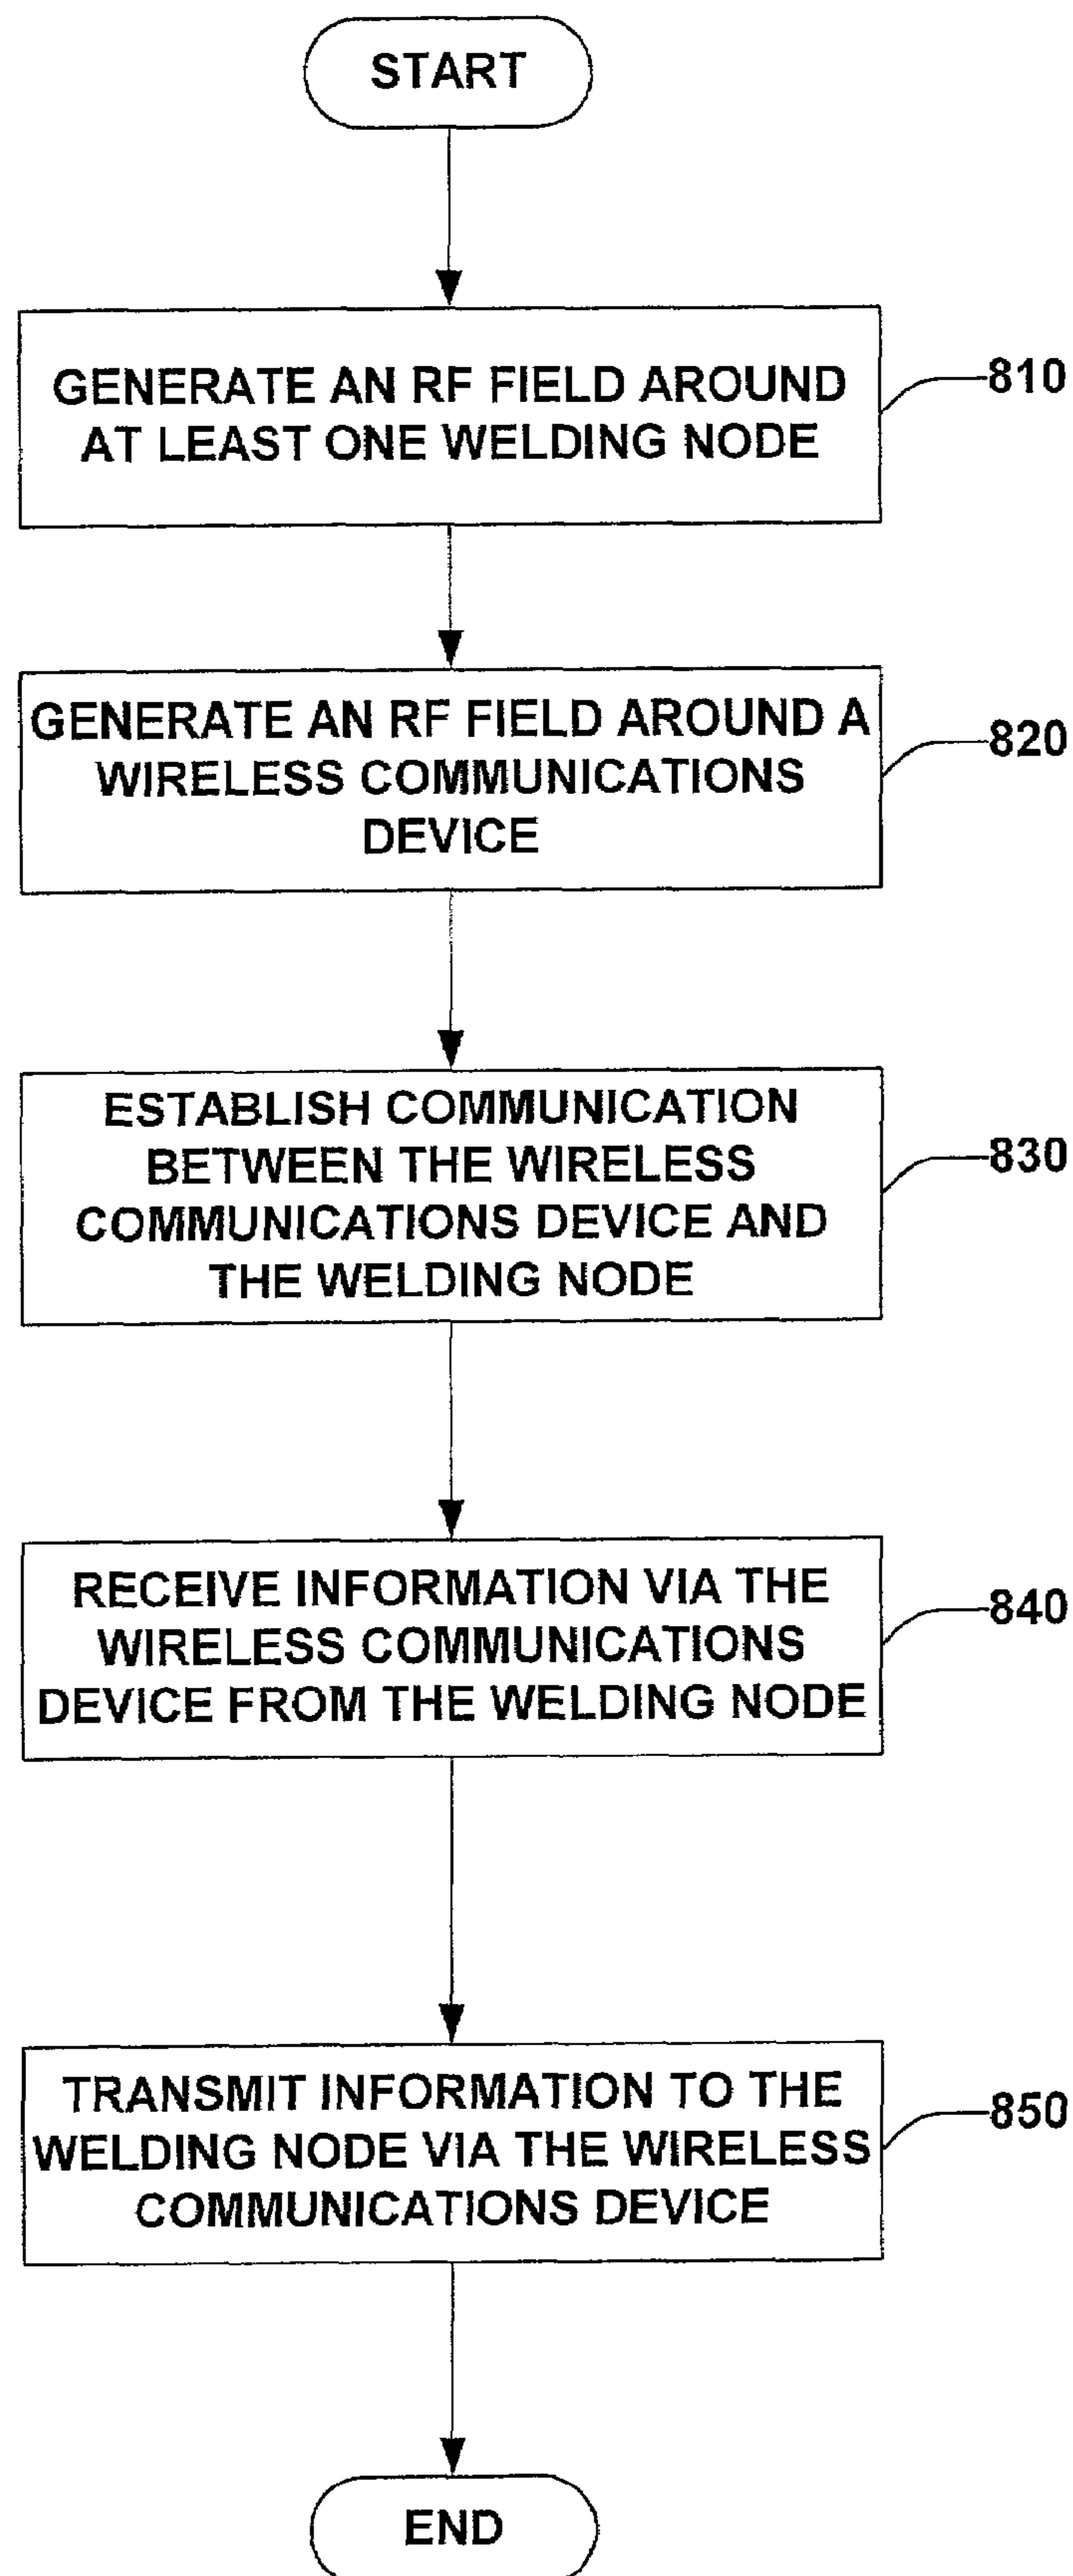 START
GENERATE AN RF FIELD AROUND
AT LEAST ONE WELDING NODE
810
GENERATE AN RF FIELD AROUND A
WIRELESS COMMUNICATIONS
DEVICE
820
ESTABLISH COMMUNICATION
BETWEEN THE WIRELESS
COMMUNICATIONS DEVICE AND
THE WELDING NODE
830
RECEIVE INFORMATION VIA THE
WIRELESS COMMUNICATIONS
DEVICE FROM THE WELDING NODE
840
TRANSMIT INFORMATION TO THE
WELDING NODE VIA THE WIRELESS
COMMUNICATIONS DEVICE
850
END